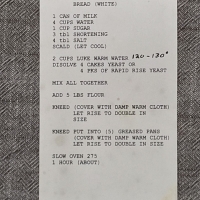 BREAD (WHITE)
1 CAN OF MILK
4 CUPS WATER
1 CUP SUGAR
3 tbl SHORTENING
4 tbl SALT
SCALD (LET COOL)
2 CUPS LUKE WARM WATER 120-130°
DISOLVE 4 CAKES YEAST OR
4 PKS OF RAPID RISE YEAST
MIX ALL TOGETHER
ADD 5 LBS FLOUR
KNEED (COVER WITH DAMP WARM CLOTH)
LET RISE TO DOUBLE IN
SIZE
KNEED PUT INTO (5) GREASED PANS
(COVER WITH DAMP WARM CLOTH)
LET RISE TO DOUBLE IN SIZE
SLOW OVEN 275
1 HOUR (ABOUT)